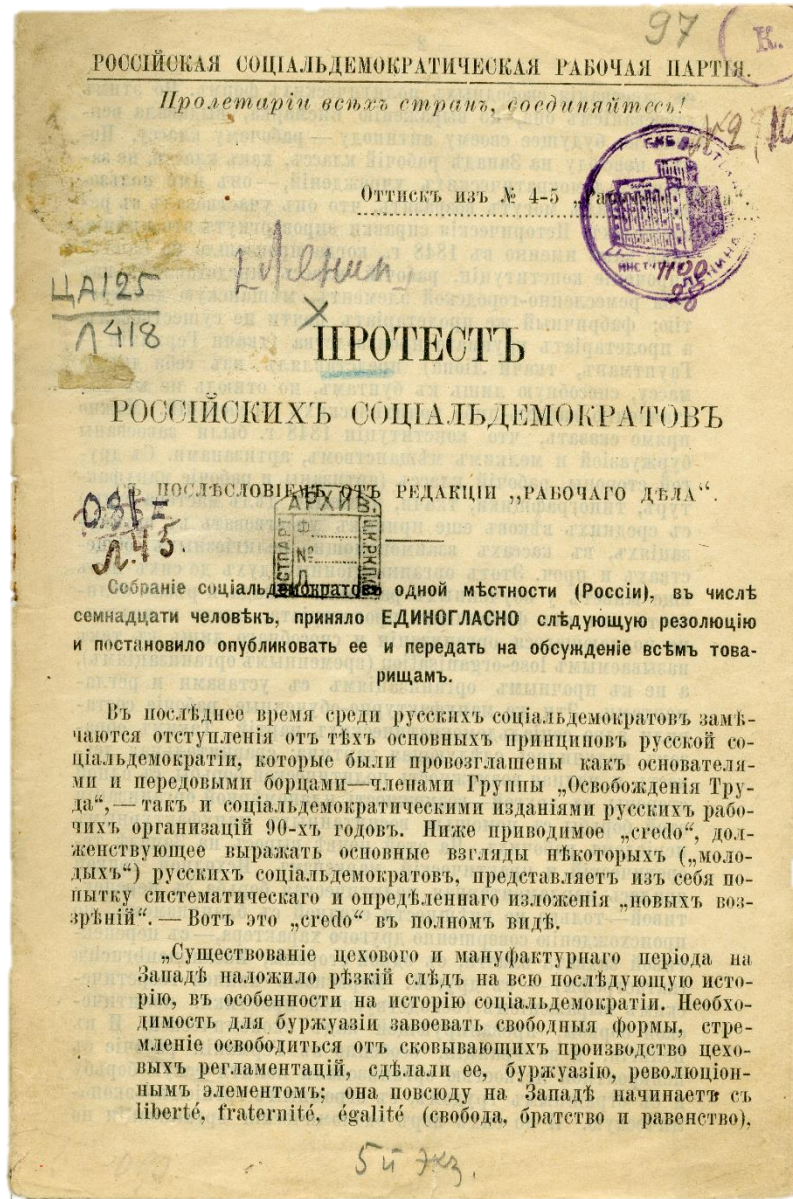 97
К.
РОССІЙСКАЯ СОЦІАЛЬДЕМОКРАТИЧЕСКАЯ РАБОЧАЯ ПАРТІЯ.
Пролетаріи всѣхъ странъ, соединяйтесь!
Оттискъ изъ № 4-5
1100
ЦА125
Л418
Ленин
ПРОТЕСТЪ
РОССІЙСКИХЪ СОЦІАЛЬДЕМОКРАТОВЪ
СЪ ПОСЛѢСЛОВІЕМЪ ОТЪ РЕДАКЦІИ „РАБОЧАГО ДѢЛА“.
АРХИВ
Ф
№
Л. 45.
Собраніе соціальдемократовъ одной мѣстности (Россіи), въ числѣ
семнадцати человѣкъ, приняло ЕДИНОГЛАСНО слѣдующую резолюцію
и постановило опубликовать ее и передать на обсужденіе всѣмъ това-
рищамъ.
Въ послѣднее время среди русскихъ соціальдемократовъ замѣ-
чаются отступленія отъ тѣхъ основныхъ принциповъ русской со-
ціальдемократіи, которые были провозглашены какъ основателя-
ми и передовыми борцами—членами Группы „Освобожденія Тру-
да“,— такъ и соціальдемократическими изданіями русскихъ рабо-
чихъ организацій 90-хъ годовъ. Ниже приводимое „credo“, дол-
женствующее выражать основные взгляды нѣкоторыхъ („моло-
дыхъ“) русскихъ соціальдемократовъ, представляетъ изъ себя по-
пытку систематическаго и опредѣленнаго изложенія „новыхъ воз-
зрѣній“.— Вотъ это „credo“ въ полномъ видѣ.
„Существованіе цехового и мануфактурнаго періода на
Западѣ наложило рѣзкій слѣдъ на всю послѣдующую исто-
рію, въ особенности на исторію соціальдемократіи. Необхо-
димость для буржуазіи завоевать свободныя формы, стре-
мленіе освободиться отъ сковывающихъ производство цехо-
выхъ регламентацій, сдѣлали ее, буржуазію, революціон-
нымъ элементомъ; она повсюду на Западѣ начинаетъ съ
liberté, fraternité, égalité (свобода, братство и равенство),
5й экз.